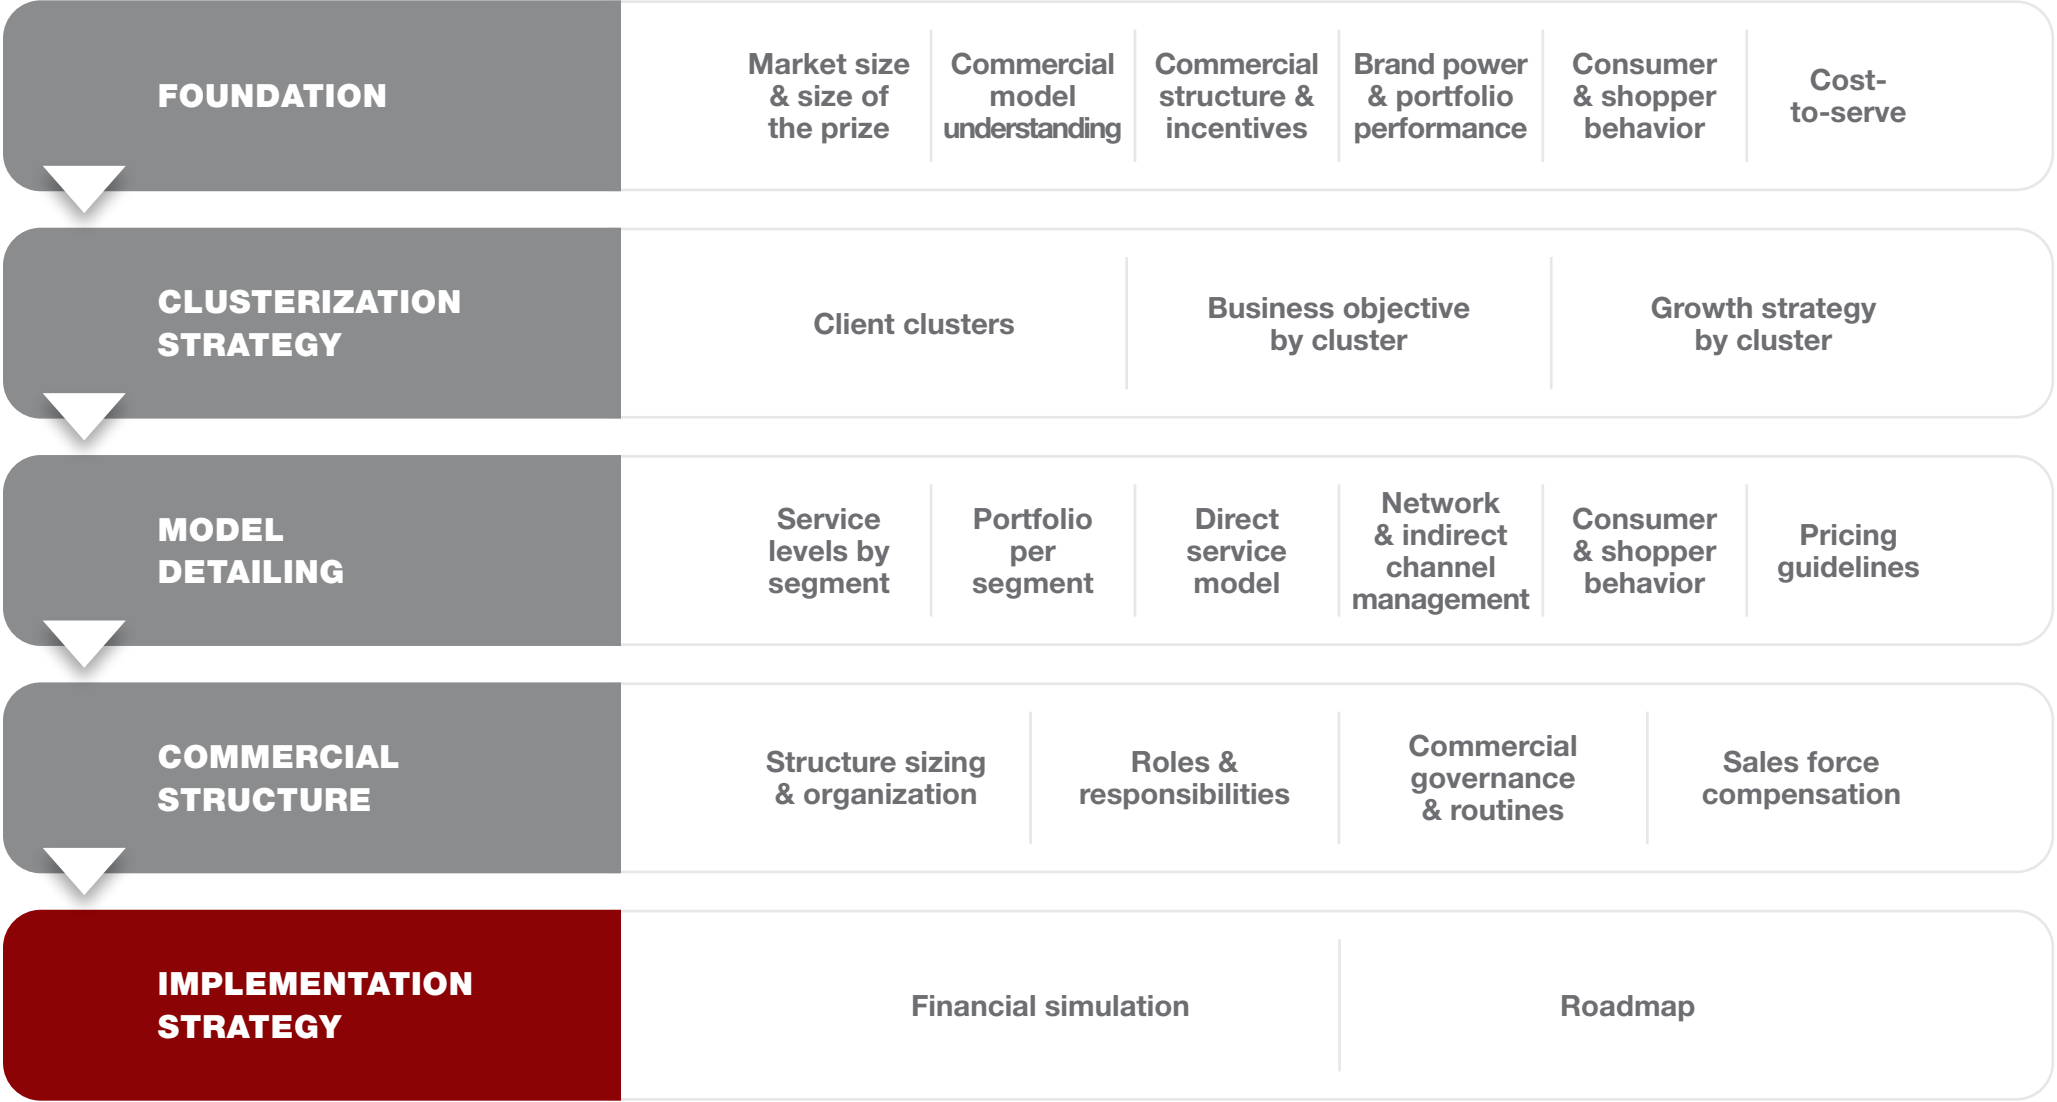 FOUNDATION
Market size
& size of
the prize
Commercial
model
understanding
Commercial
structure &
incentives
Brand power
& portfolio
performance
Consumer
& shopper
behavior
Cost-
to-serve
CLUSTERIZATION
STRATEGY
Client clusters
Business objective
by cluster
Growth strategy
by cluster
MODEL
DETAILING
Service
levels by
segment
Portfolio
per
segment
Direct
service
model
Network
& indirect
channel
management
Consumer
& shopper
behavior
Pricing
guidelines
COMMERCIAL
STRUCTURE
Structure sizing
& organization
Roles &
responsibilities
Commercial
governance
& routines
Sales force
compensation
IMPLEMENTATION
STRATEGY
Financial simulation
Roadmap